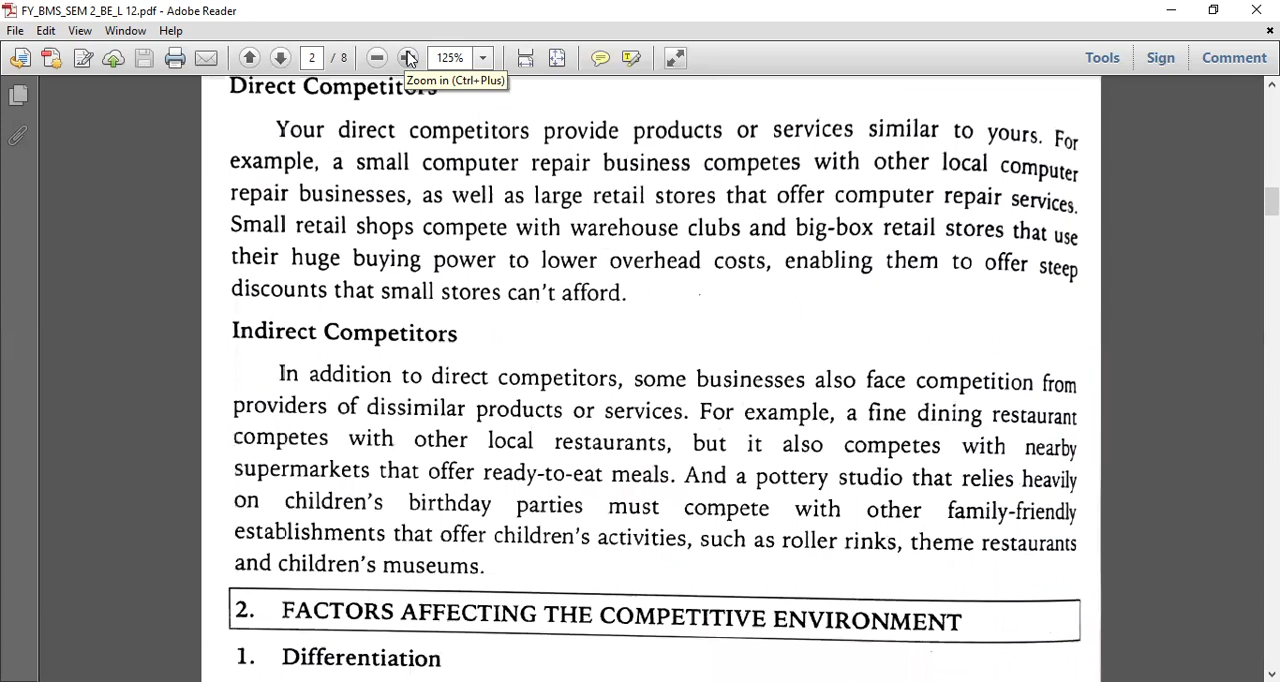 FY_BMS_SEM 2_BE_L 12.pdf - Adobe Reader
File Edit View Window Help
2 / 8 125% Tools Sign Comment
Zoom in (Ctrl+Plus)
Direct Competitors
Your direct competitors provide products or services similar to yours. For
example, a small computer repair business competes with other local computer
repair businesses, as well as large retail stores that offer computer repair services.
Small retail shops compete with warehouse clubs and big-box retail stores that use
their huge buying power to lower overhead costs, enabling them to offer steep
discounts that small stores can't afford.
Indirect Competitors
In addition to direct competitors, some businesses also face competition from
providers of dissimilar products or services. For example, a fine dining restaurant
competes with other local restaurants, but it also competes with nearby
supermarkets that offer ready-to-eat meals. And a pottery studio that relies heavily
on children's birthday parties must compete with other family-friendly
establishments that offer children's activities, such as roller rinks, theme restaurants
and children's museums.
2. FACTORS AFFECTING THE COMPETITIVE ENVIRONMENT
1. Differentiation